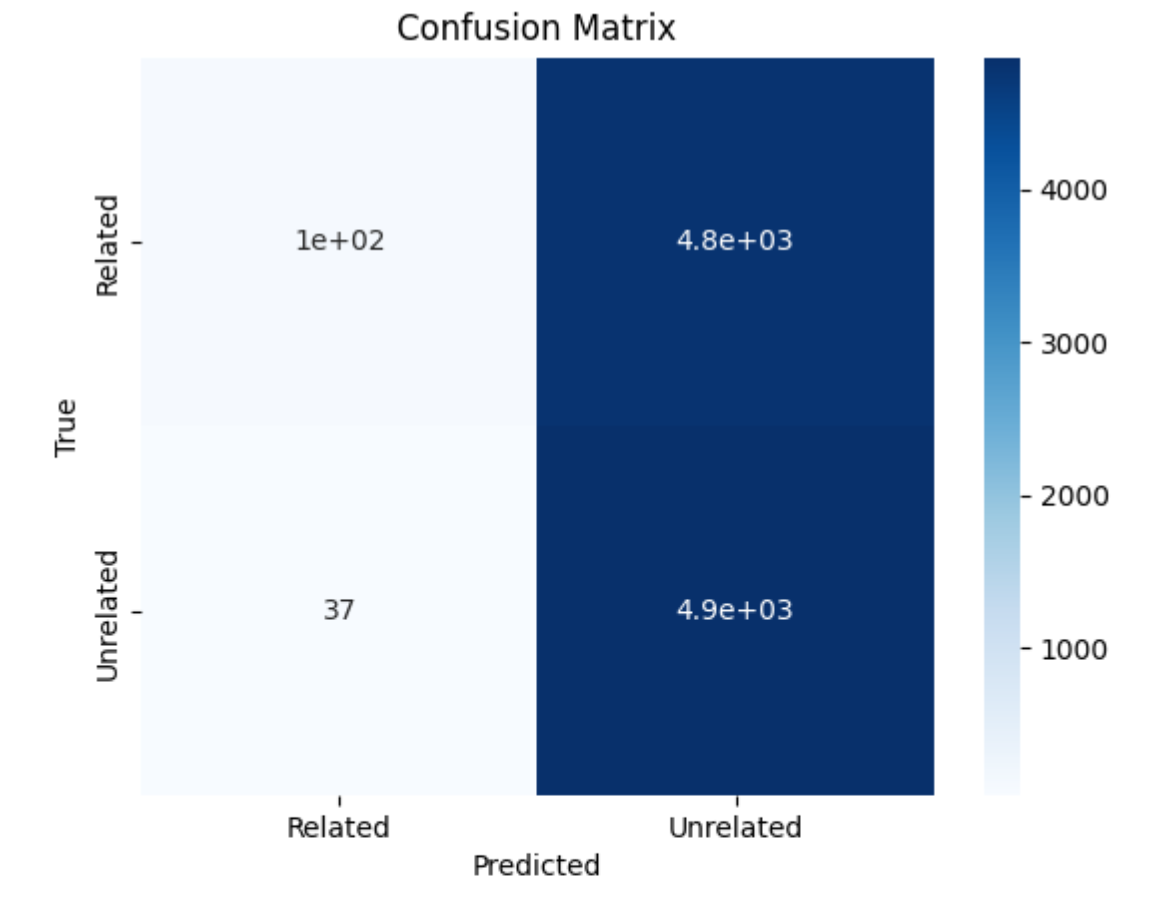 Confusion Matrix
True
Related
Unrelated
1e+02
4.8e+03
37
4.9e+03
Related
Unrelated
Predicted
4000
3000
2000
1000